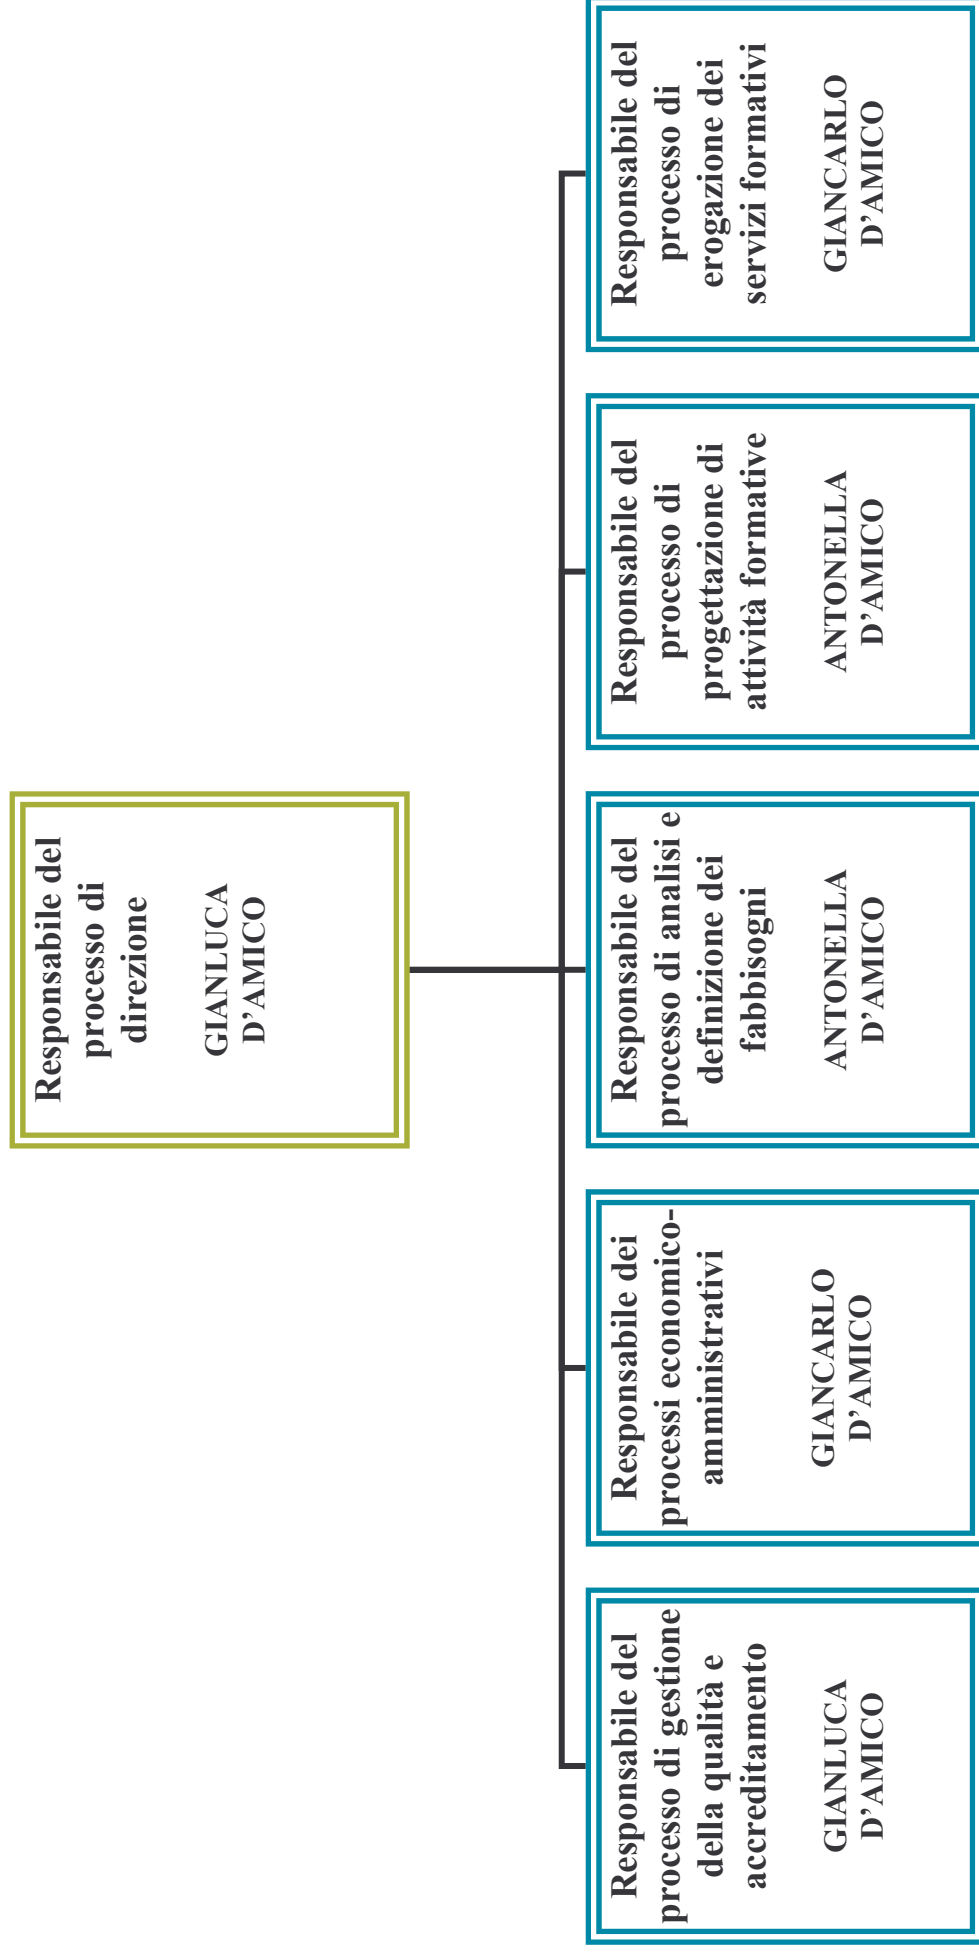 Responsabile del
processo di
direzione
GIANLUCA
D’AMICO
Responsabile del
processo di gestione
della qualità e
accreditamento
GIANLUCA
D’AMICO
Responsabile dei
processi economico-
amministrativi
GIANCARLO
D’AMICO
Responsabile del
processo di analisi e
definizione dei
fabbisogni
ANTONELLA
D’AMICO
Responsabile del
processo di
progettazione di
attività formative
ANTONELLA
D’AMICO
Responsabile del
processo di
erogazione dei
servizi formativi
GIANCARLO
D’AMICO